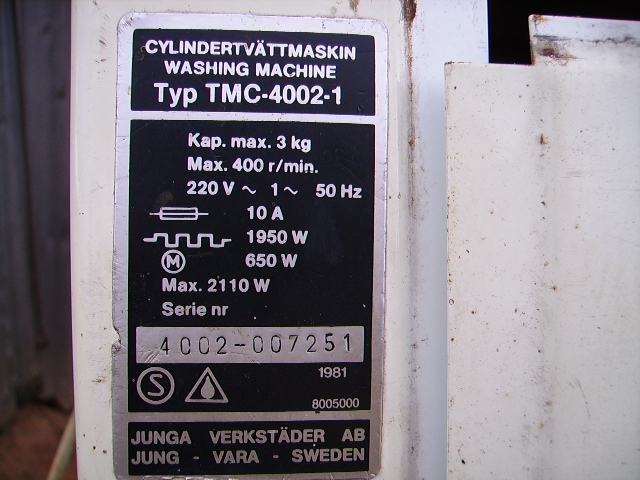 CYLINDERTVÄTTMASKIN
WASHING MACHINE
Typ TMC-4002-1
Kap. max. 3 kg
Max. 400 r/min.
220 V ~ 1 ~ 50 Hz
10 A
1950 W
M 650 W
Max. 2110 W
Serie nr
4002-007251
S 1981
8005000
JUNGA VERKSTÄDER AB
JUNG - VARA - SWEDEN